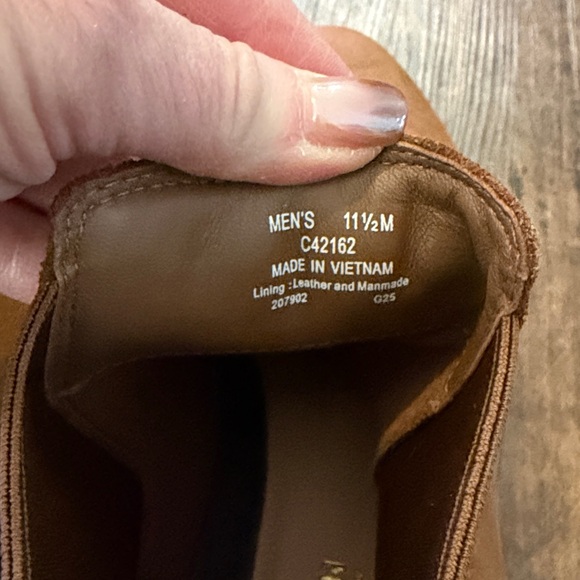 MEN'S 11½M
C42162
MADE IN VIETNAM
Lining :Leather and Manmade
207902 G25